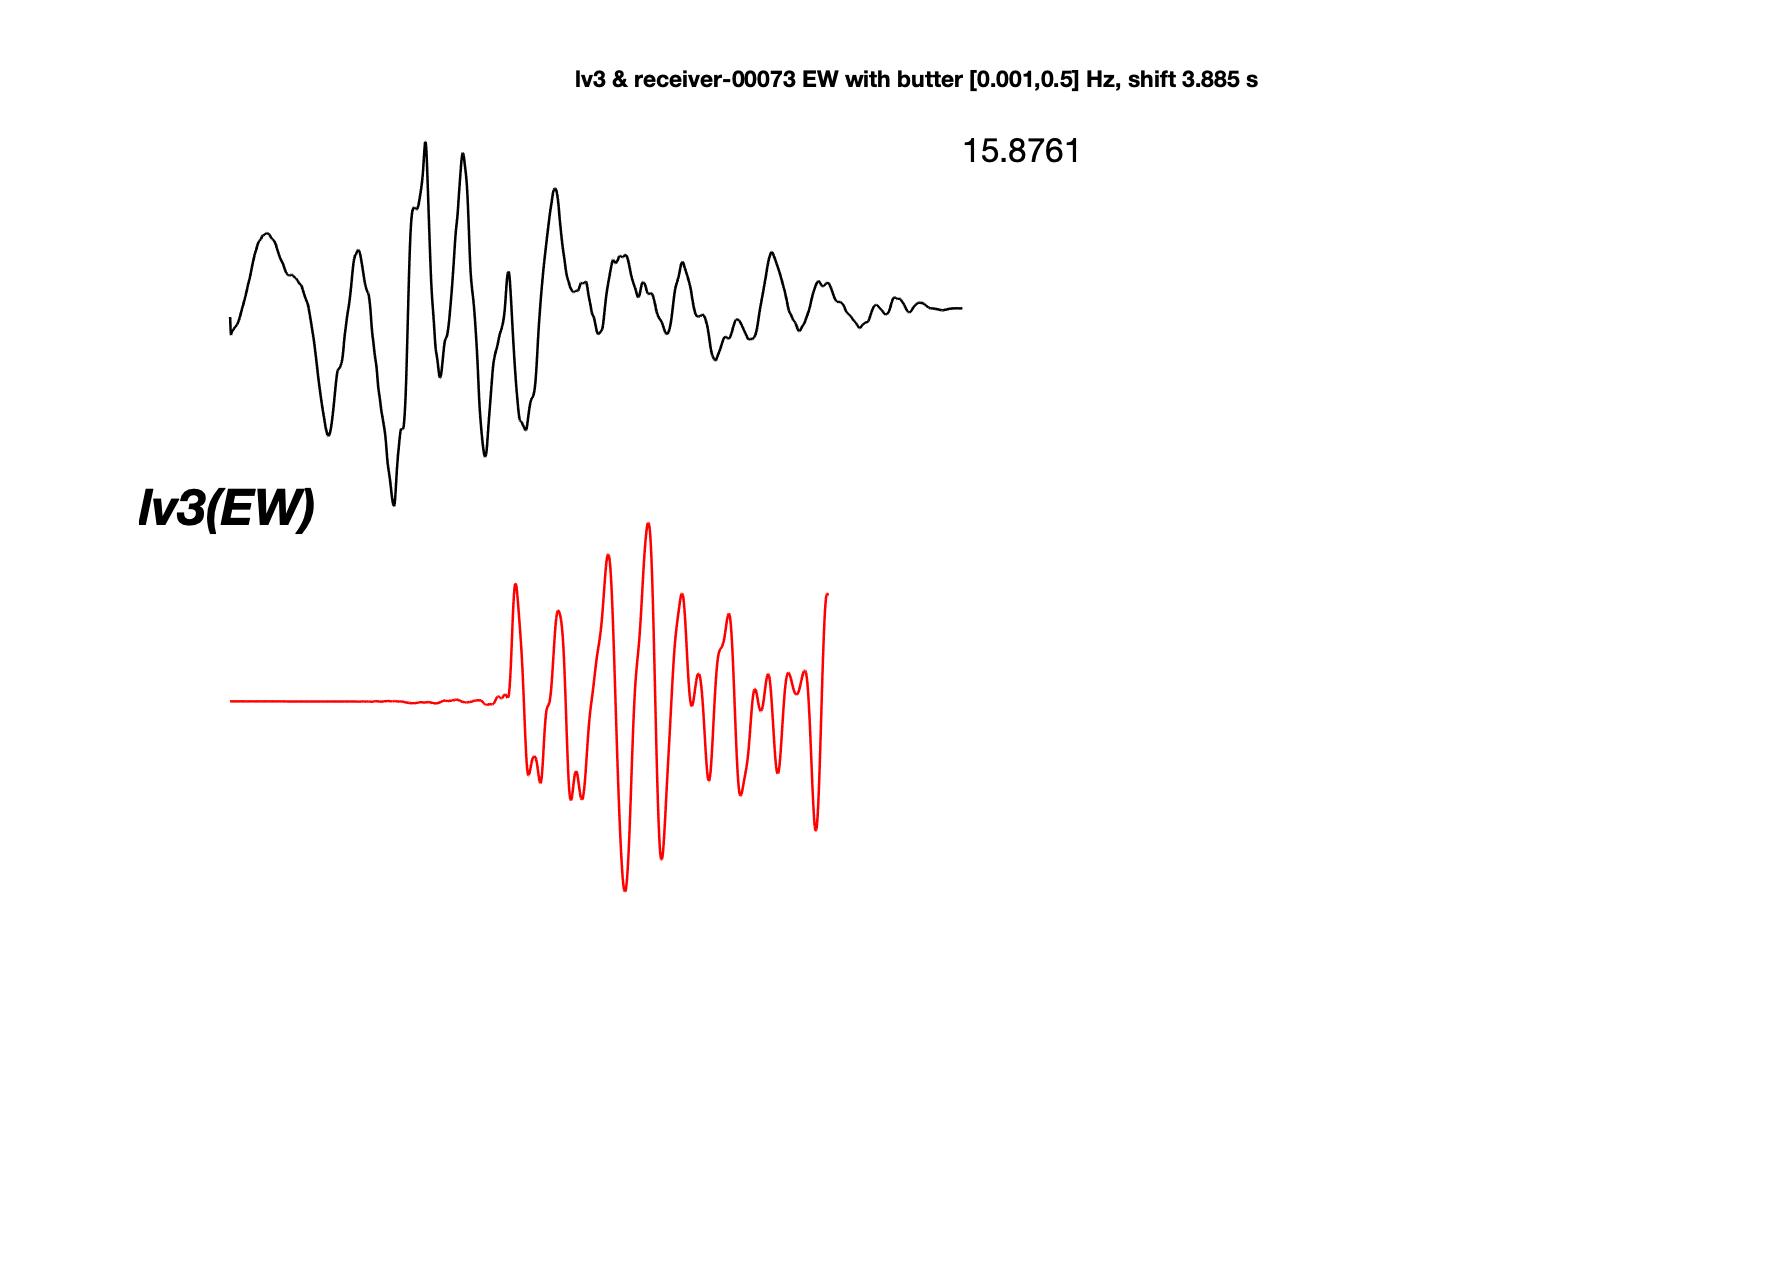 lv3 & receiver-00073 EW with butter [0.001,0.5] Hz, shift 3.885 s
15.8761
lv3(EW)